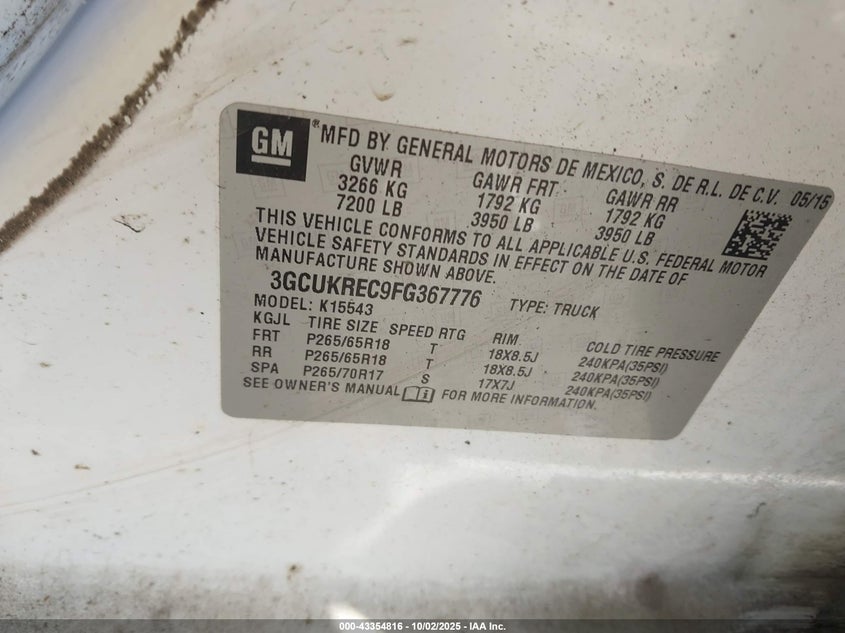 GM ® MFD BY GENERAL MOTORS DE MEXICO, S. DE R.L. DE C.V. 05/15
GVWR GAWR FRT GAWR RR
3266 KG 1792 KG 1792 KG
7200 LB 3950 LB 3950 LB
THIS VEHICLE CONFORMS TO ALL APPLICABLE U.S. FEDERAL MOTOR
VEHICLE SAFETY STANDARDS IN EFFECT ON THE DATE OF
MANUFACTURE SHOWN ABOVE.
3GCUKREC9FG367776 TYPE: TRUCK
MODEL: K15543
KGJL TIRE SIZE SPEED RTG RIM COLD TIRE PRESSURE
FRT P265/65R18 T 18X8.5J 240KPA(35PSI)
RR P265/65R18 T 18X8.5J 240KPA(35PSI)
SPA P265/70R17 S 17X7J 240KPA(35PSI)
SEE OWNER'S MANUAL FOR MORE INFORMATION.
000-43354816 - 10/02/2025 - IAA Inc.